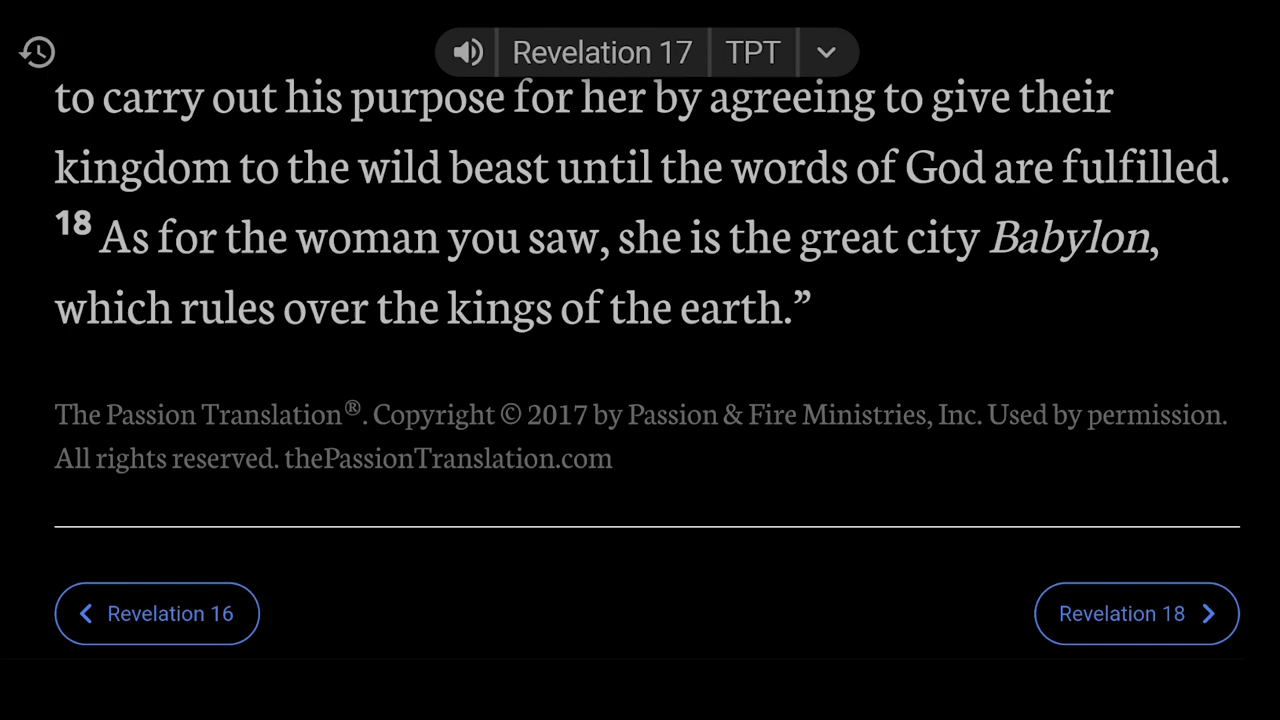 Revelation 17 TPT
to carry out his purpose for her by agreeing to give their
kingdom to the wild beast until the words of God are fulfilled.
18 As for the woman you saw, she is the great city Babylon,
which rules over the kings of the earth.”
The Passion Translation®. Copyright © 2017 by Passion & Fire Ministries, Inc. Used by permission.
All rights reserved. thePassionTranslation.com
Revelation 16
Revelation 18